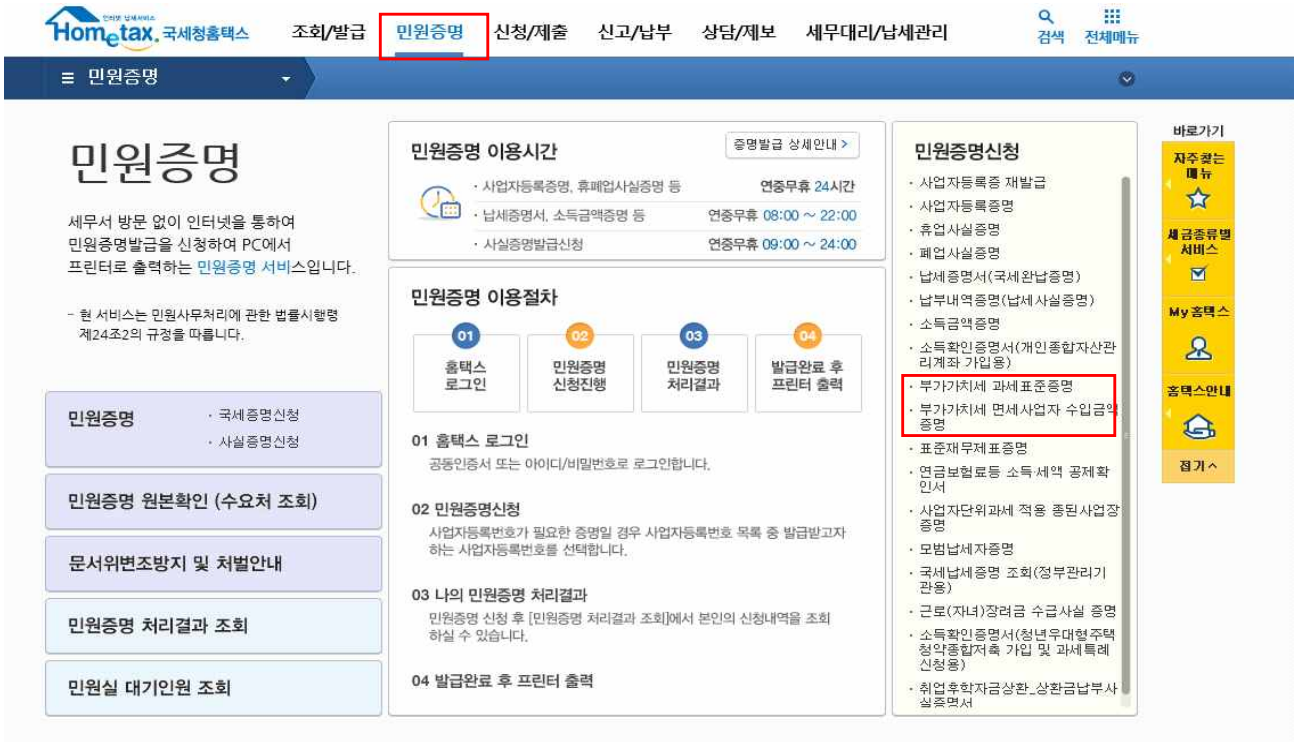 인터넷 납세서비스
Hometax. 국세청홈택스
조회/발급
민원증명
신청/제출
신고/납부
상담/제보
세무대리/납세관리
검색
전체메뉴
민원증명
민원증명
세무서 방문 없이 인터넷을 통하여
민원증명발급을 신청하여 PC에서
프린터로 출력하는 민원증명 서비스입니다.
- 현 서비스는 민원사무처리에 관한 법률시행령
제24조2의 규정을 따릅니다.
민원증명
· 국세증명신청
· 사실증명신청
민원증명 원본확인 (수요처 조회)
문서위변조방지 및 처벌안내
민원증명 처리결과 조회
민원실 대기인원 조회
민원증명 이용시간
증명발급 상세안내 >
· 사업자등록증명, 휴폐업사실증명 등 연중무휴 24시간
· 납세증명서, 소득금액증명 등 연중무휴 08:00 ~ 22:00
· 사실증명발급신청 연중무휴 09:00 ~ 24:00
민원증명 이용절차
01
홈택스
로그인
02
민원증명
신청진행
03
민원증명
처리결과
04
발급완료 후
프린터 출력
01 홈택스 로그인
공동인증서 또는 아이디/비밀번호로 로그인합니다.
02 민원증명신청
사업자등록번호가 필요한 증명일 경우 사업자등록번호 목록 중 발급받고자
하는 사업자등록번호를 선택합니다.
03 나의 민원증명 처리결과
민원증명 신청 후 [민원증명 처리결과 조회]에서 본인의 신청내역을 조회
하실 수 있습니다.
04 발급완료 후 프린터 출력
민원증명신청
· 사업자등록증 재발급
· 사업자등록증명
· 휴업사실증명
· 폐업사실증명
· 납세증명서(국세완납증명)
· 납부내역증명(납세사실증명)
· 소득금액증명
· 소득확인증명서(개인종합자산관
리계좌 가입용)
· 부가가치세 과세표준증명
· 부가가치세 면세사업자 수입금액
증명
· 표준재무제표증명
· 연금보험료등 소득·세액 공제확
인서
· 사업자단위과세 적용 종된사업장
증명
· 모범납세자증명
· 국세납세증명 조회(정부관리기
관용)
· 근로(자녀)장려금 수급사실 증명
· 소득확인증명서(청년우대형주택
청약종합저축 가입 및 과세특례
신청용)
· 취업후학자금상환_상환금납부사
실증명서
바로가기
자주찾는
메뉴
세금종류별
서비스
My홈택스
홈택스안내
접기^